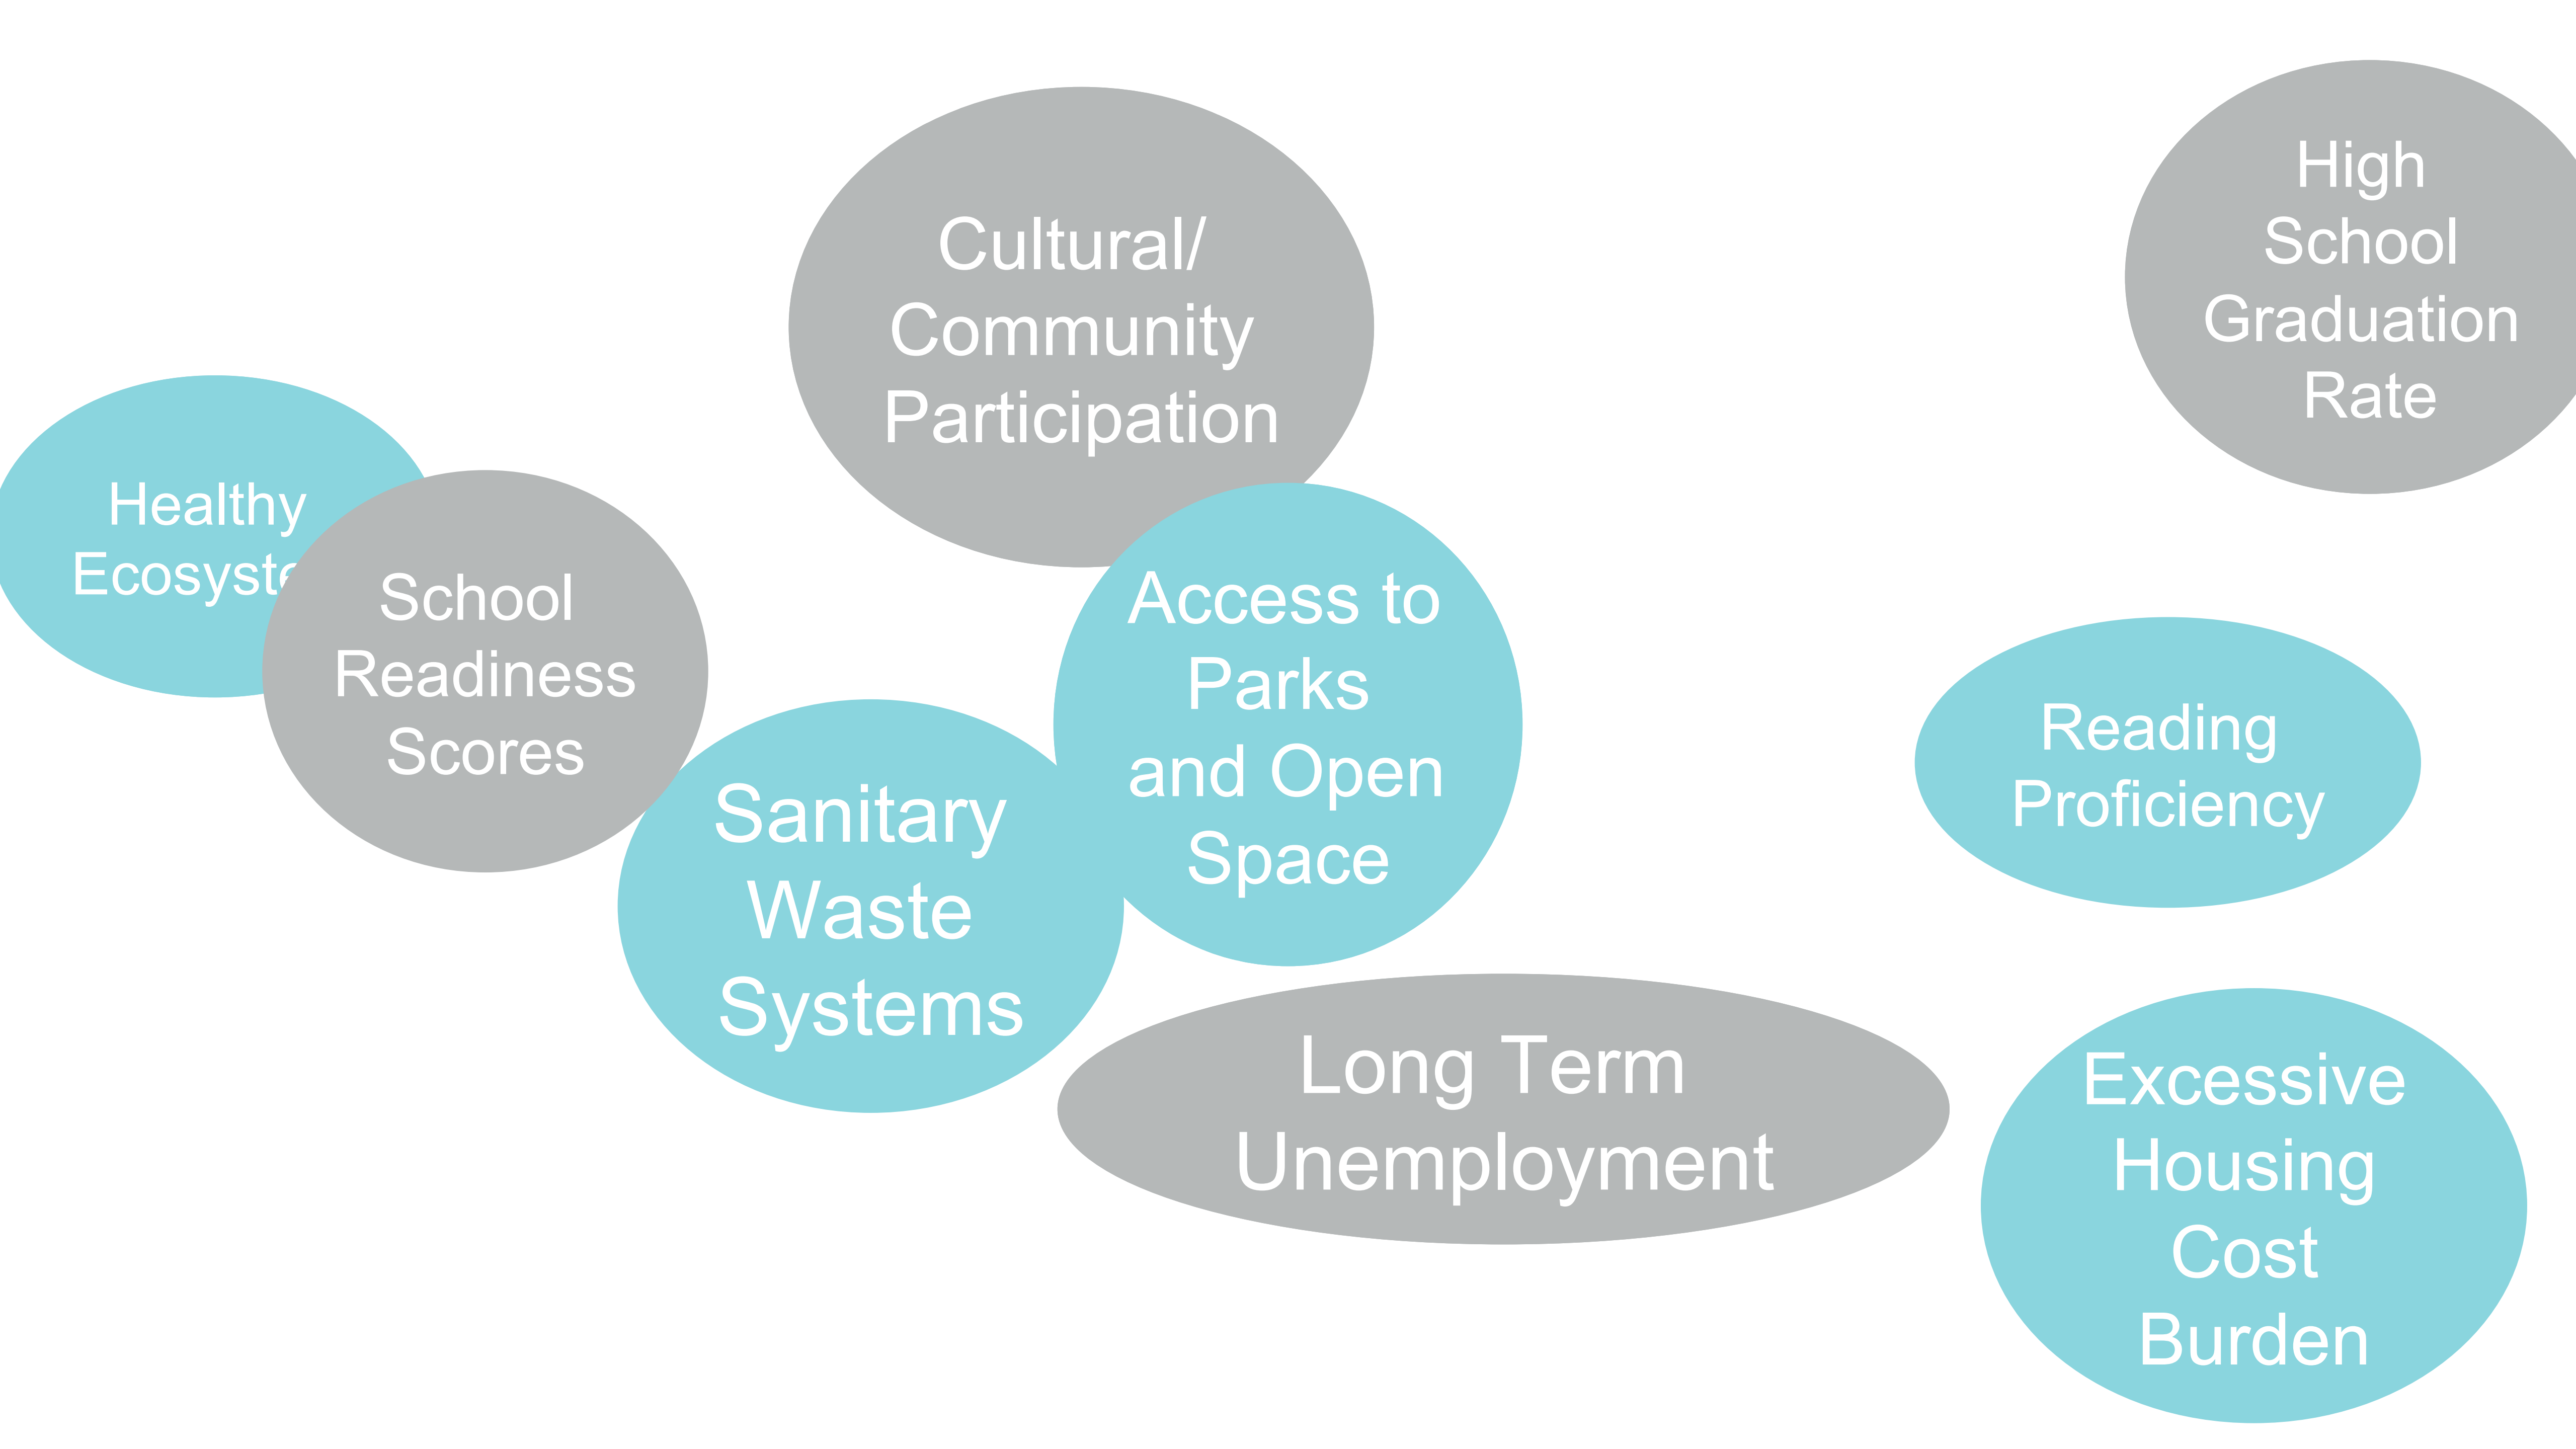 High
School
Graduation
Rate
Cultural/
Community
Participation
Healthy
School
Readiness
Scores
Access to
Parks
and Open
Space
Sanitary
Waste
Systems
Reading
Proficiency
Long Term
Unemployment
Excessive
Housing
Cost
Burden